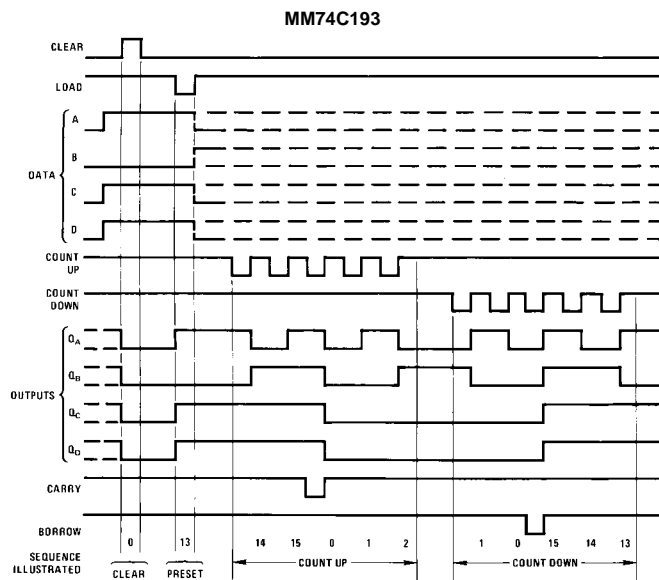 MM74C193
CLEAR
LOAD
A
B
DATA
C
D
COUNT
UP
COUNT
DOWN
QA
QB
OUTPUTS
QC
QD
CARRY
BORROW
0 13 14 15 0 1 2 1 0 15 14 13
SEQUENCE
ILLUSTRATED
CLEAR PRESET COUNT UP COUNT DOWN